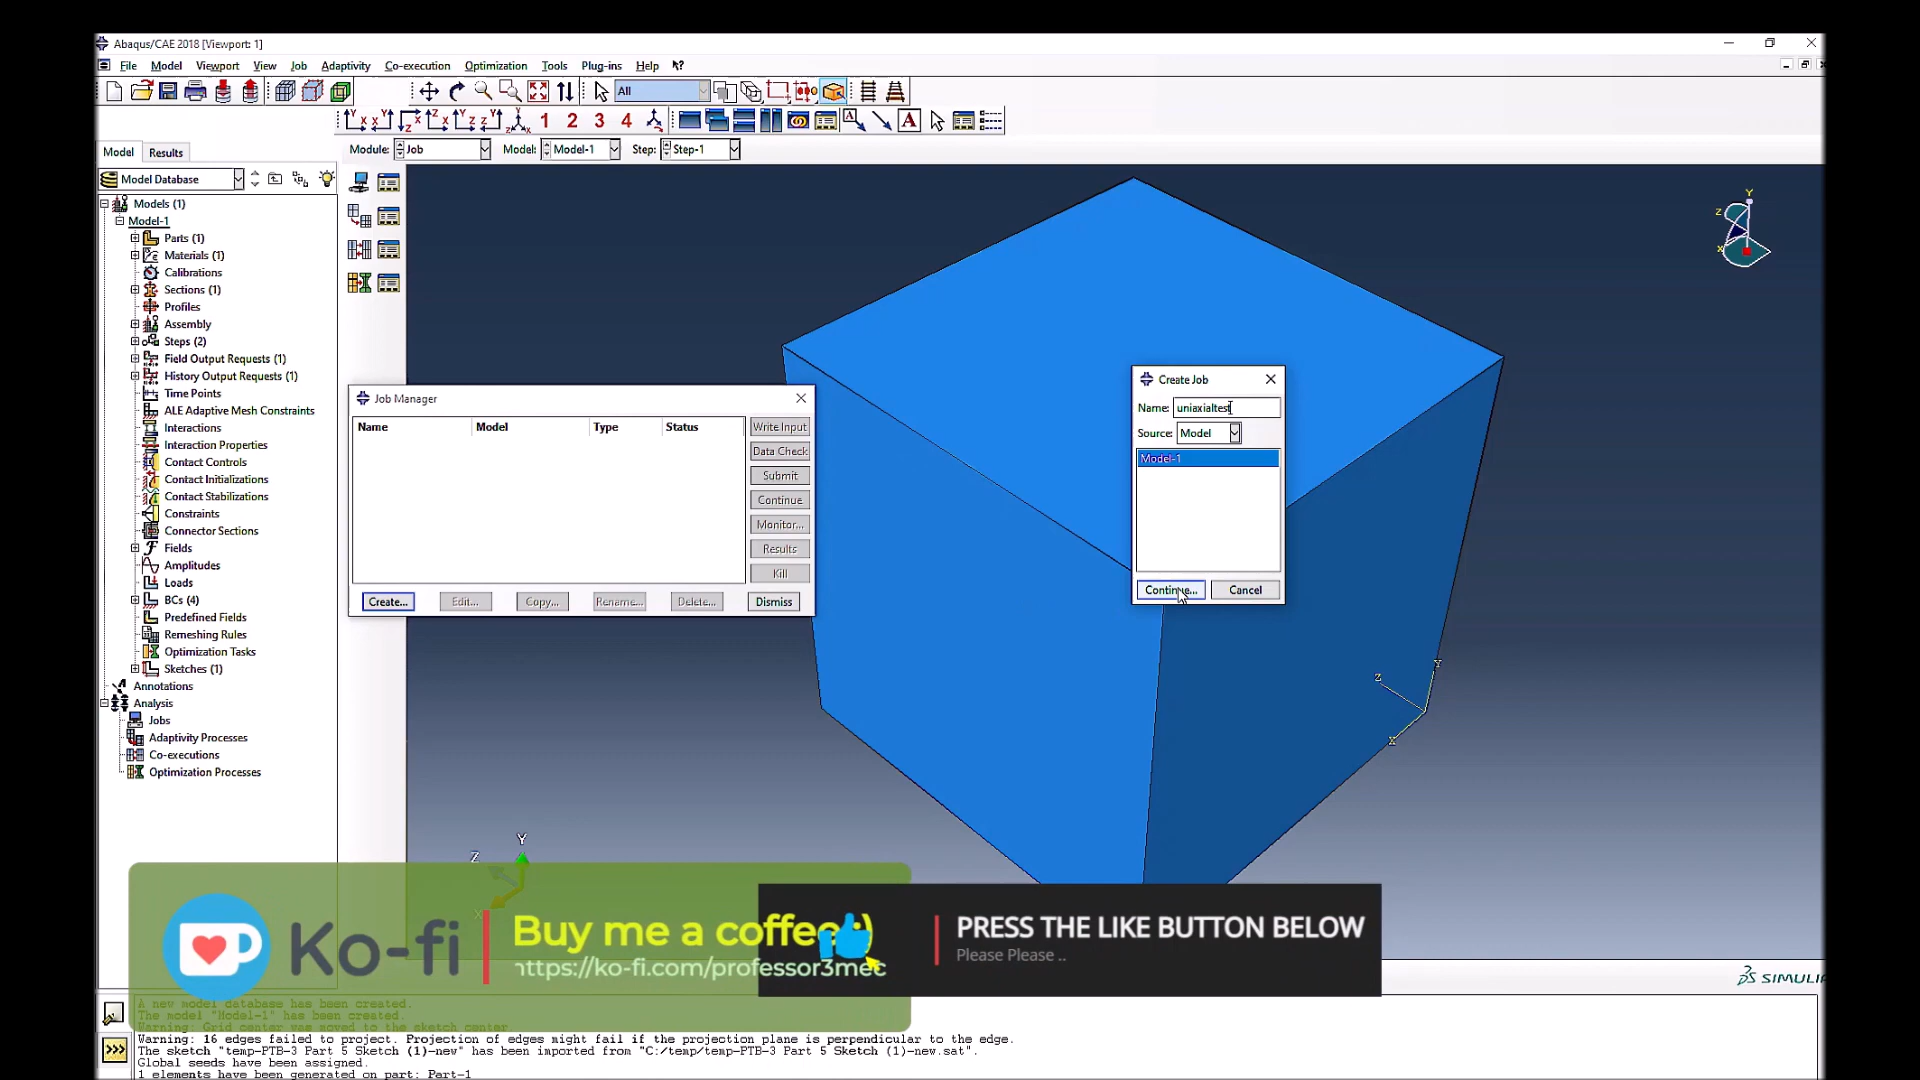 Abaqus/CAE 2018 [Viewport: 1]
File Model Viewport View Job Adaptivity Co-execution Optimization Tools Plug-ins Help
All
1 2 3 4
Model Results
Module: Job Model: Model-1 Step: Step-1
Model Database
Models (1)
Model-1
Parts (1)
Materials (1)
Calibrations
Sections (1)
Profiles
Assembly
Steps (2)
Field Output Requests (1)
History Output Requests (1)
Time Points
ALE Adaptive Mesh Constraints
Interactions
Interaction Properties
Contact Controls
Contact Initializations
Contact Stabilizations
Constraints
Connector Sections
Fields
Amplitudes
Loads
BCs (4)
Predefined Fields
Remeshing Rules
Optimization Tasks
Sketches (1)
Annotations
Analysis
Jobs
Adaptivity Processes
Co-executions
Optimization Processes
Job Manager
Name Model Type Status
Write Input
Data Check
Submit
Continue
Monitor...
Results
Kill
Create... Edit... Copy... Rename... Delete... Dismiss
Create Job
Name: uniaxialtest
Source: Model
Model-1
Continue... Cancel
Y
Z
X
Y
Z
X
Y
Z
X
Ko-fi
Buy me a coffee :)
https://ko-fi.com/professor3mec
PRESS THE LIKE BUTTON BELOW
Please Please ..
SIMULIA
A new model database has been created.
The model "Model-1" has been created.
Warning: Grid center was moved to the sketch center.
Warning: 16 edges failed to project. Projection of edges might fail if the projection plane is perpendicular to the edge.
The sketch "temp-PTB-3 Part 5 Sketch (1)-new" has been imported from "C:/temp/temp-PTB-3 Part 5 Sketch (1)-new.sat".
Global seeds have been assigned.
1 elements have been generated on part: Part-1